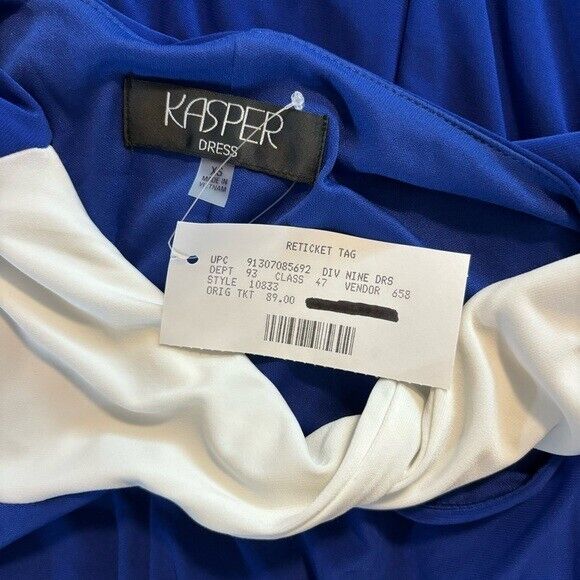 KASPER
DRESS
XS
MADE IN
VIETNAM
RETICKET TAG
UPC 91307085692 DIV NINE DRS
DEPT 93 CLASS 47 VENDOR 658
STYLE 10833
ORIG TKT 89.00